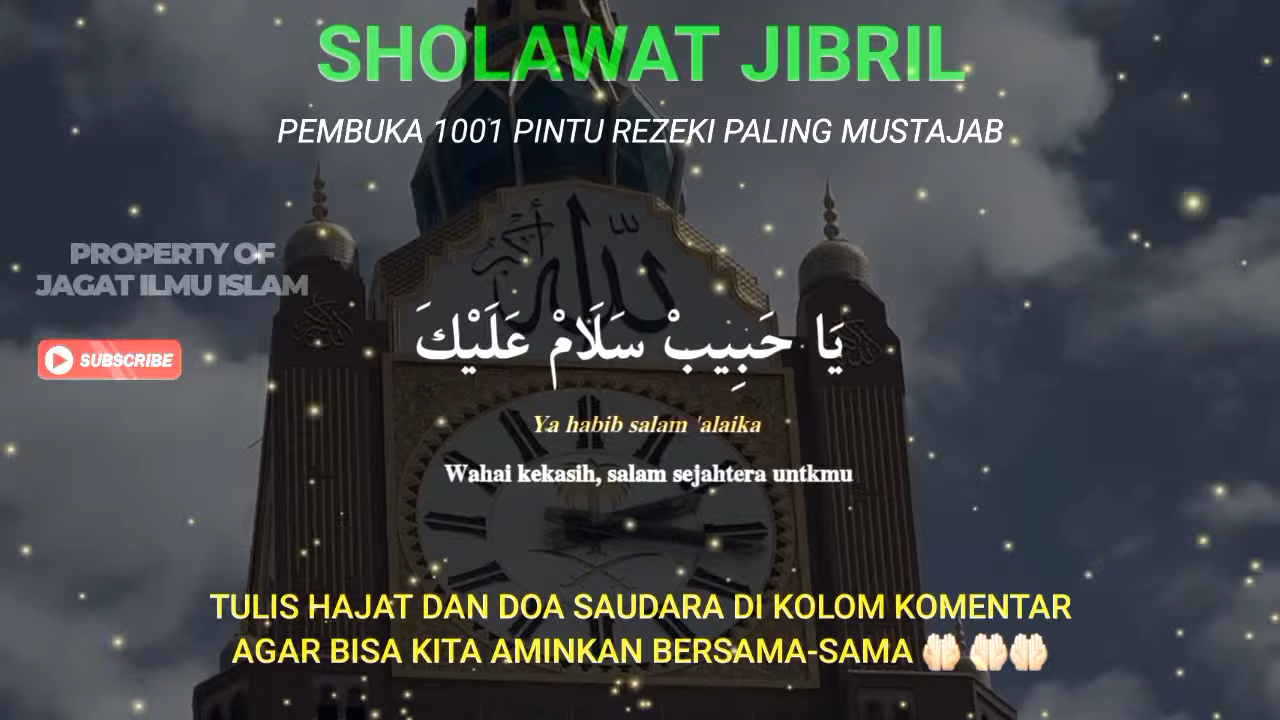 SHOLAWAT JIBRIL
PEMBUKA 1001 PINTU REZEKI PALING MUSTAJAB
الله أكبر
PROPERTY OF
JAGAT ILMU ISLAM
يَا حَبِيبْ سَلَامْ عَلَيْكَ
SUBSCRIBE
Ya habib salam 'alaika
Wahai kekasih, salam sejahtera untkmu
TULIS HAJAT DAN DOA SAUDARA DI KOLOM KOMENTAR
AGAR BISA KITA AMINKAN BERSAMA-SAMA 🤲🏻 🤲🏻🤲🏻